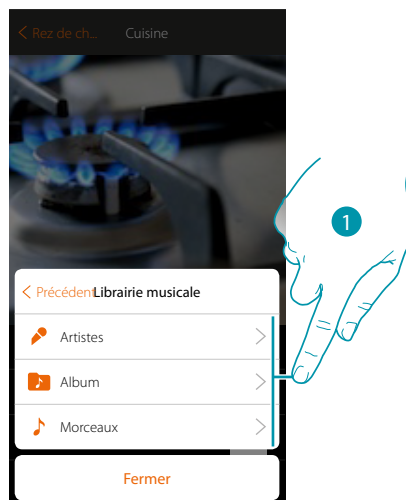 Rez de ch... Cuisine
1
Précédent Librairie musicale
Artistes
Album
Morceaux
Fermer